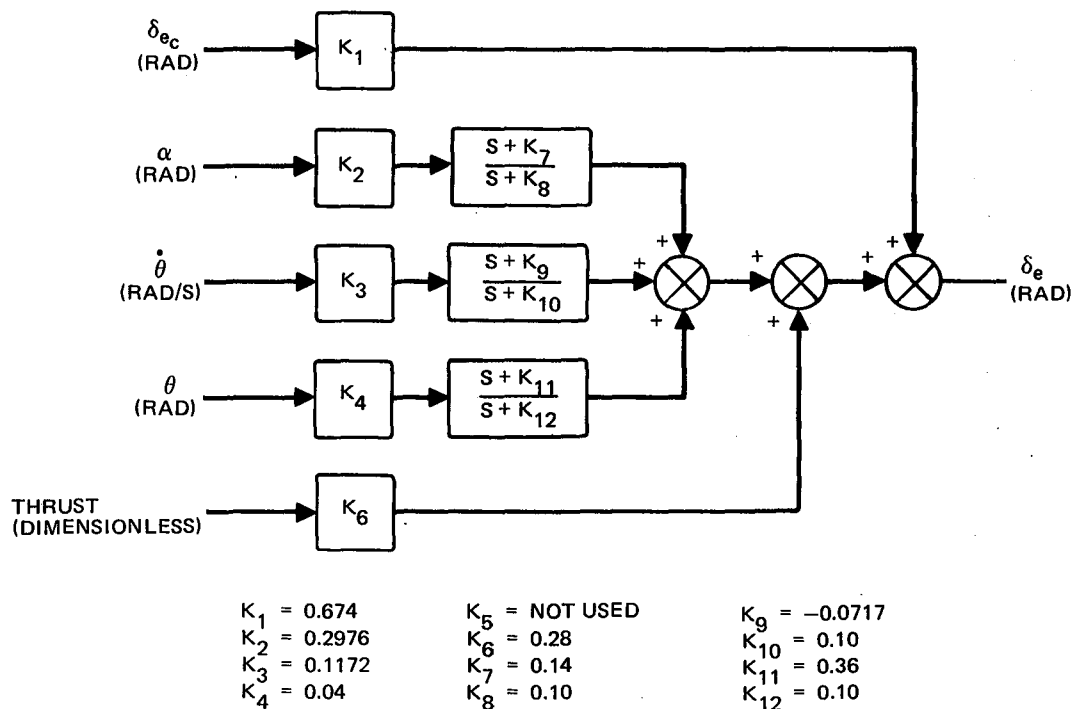 δec
(RAD)
K1
α
(RAD)
K2
S + K7
S + K8
θ̇
(RAD/S)
K3
S + K9
S + K10
θ
(RAD)
K4
S + K11
S + K12
THRUST
(DIMENSIONLESS)
K6
+
+
+
+
+
+
+
δe
(RAD)
K1 = 0.674
K2 = 0.2976
K3 = 0.1172
K4 = 0.04
K5 = NOT USED
K6 = 0.28
K7 = 0.14
K8 = 0.10
K9 = −0.0717
K10 = 0.10
K11 = 0.36
K12 = 0.10